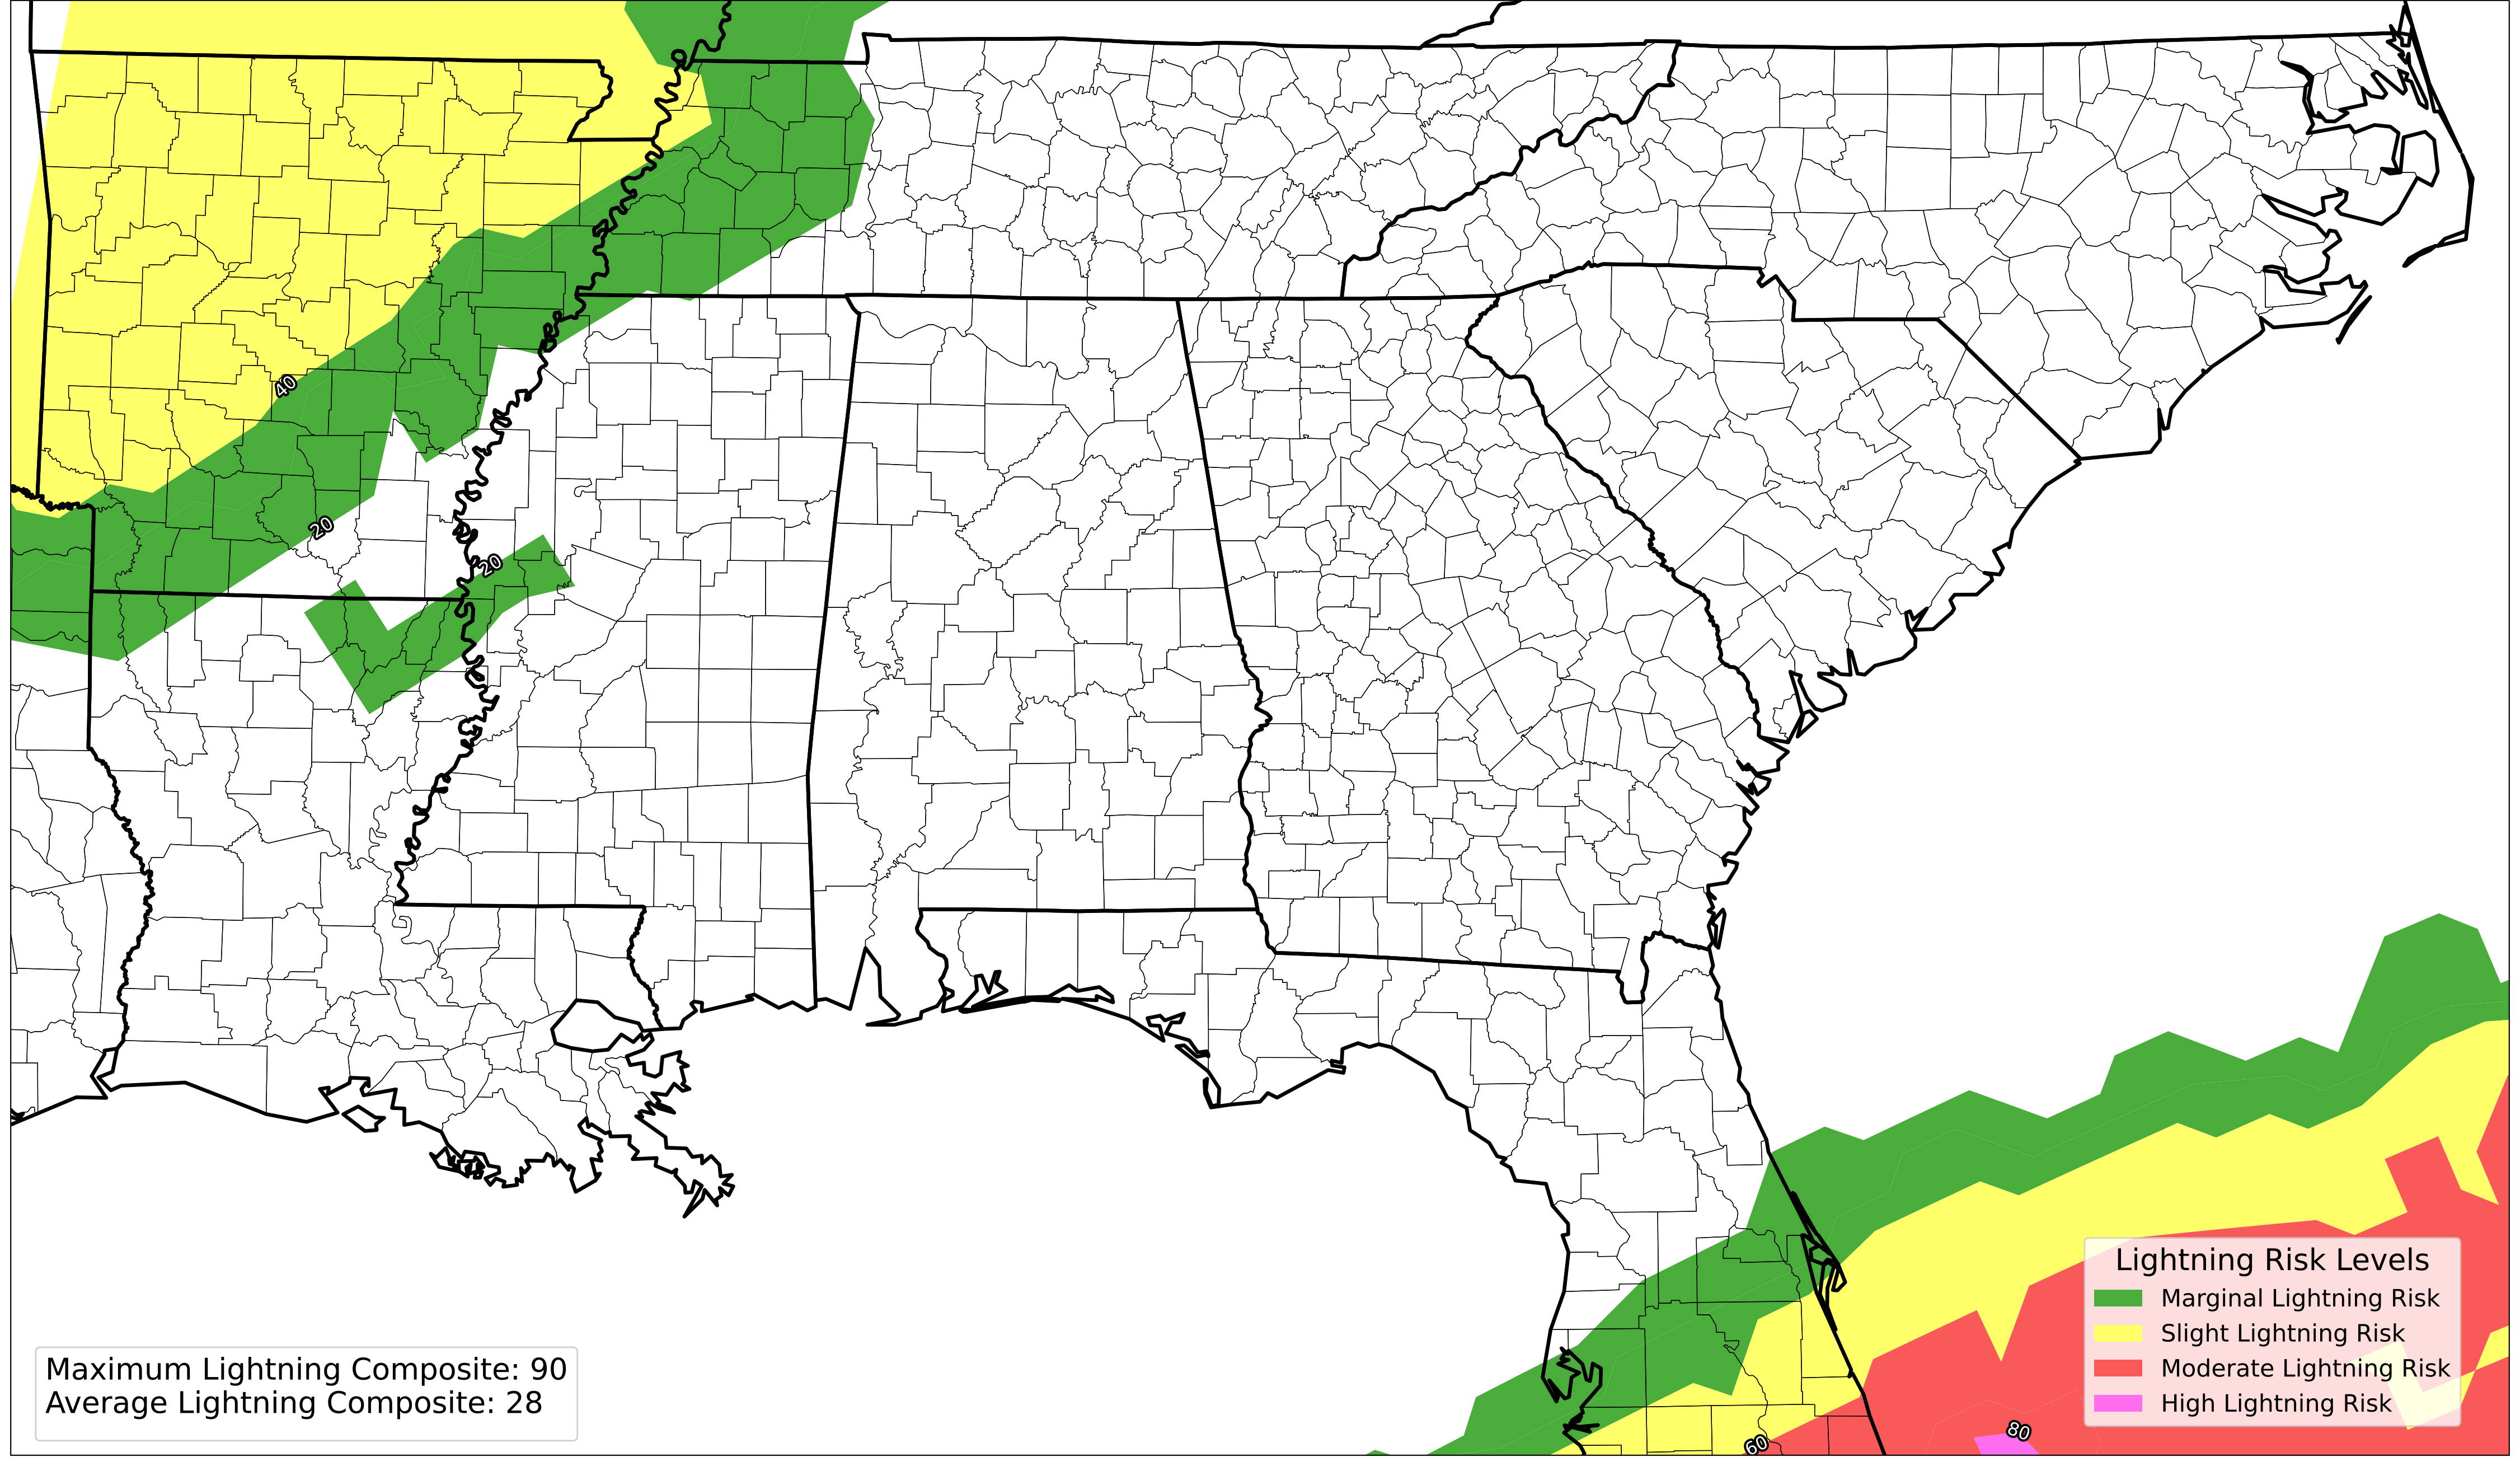 40
20
20
Lightning Risk Levels
Marginal Lightning Risk
Slight Lightning Risk
Moderate Lightning Risk
High Lightning Risk
Maximum Lightning Composite: 90
Average Lightning Composite: 28
80
60